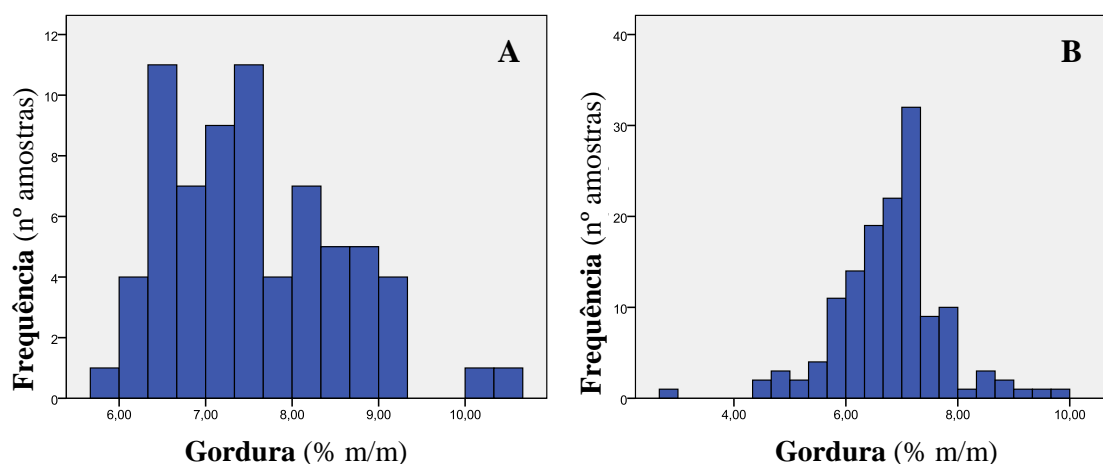 A
Frequência (nº amostras)
12
10
8
6
4
2
0
6,00 7,00 8,00 9,00 10,00
Gordura (% m/m)
B
Frequência (nº amostras)
40
30
20
10
0
4,00 6,00 8,00 10,00
Gordura (% m/m)